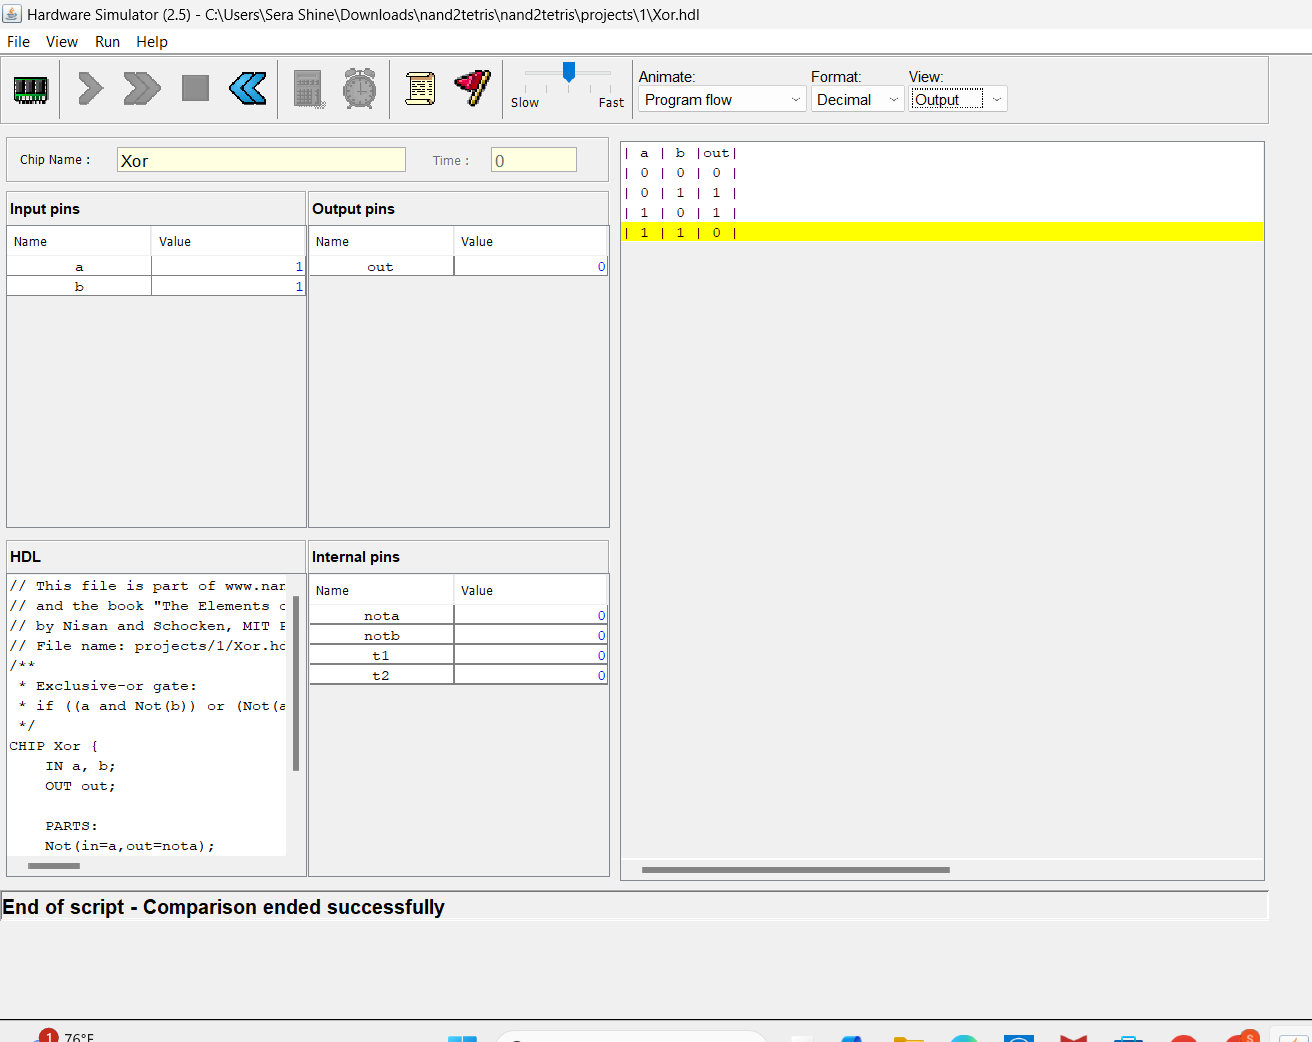 Hardware Simulator (2.5) - C:\Users\Sera Shine\Downloads\nand2tetris\nand2tetris\projects\1\Xor.hdl
File View Run Help
Slow Fast
Animate: Format: View:
Program flow Decimal Output
Chip Name : Xor Time : 0
Input pins
Name Value
a 1
b 1
Output pins
Name Value
out 0
| a | b |out|
| 0 | 0 | 0 |
| 0 | 1 | 1 |
| 1 | 0 | 1 |
| 1 | 1 | 0 |
HDL
// This file is part of www.nan
// and the book "The Elements
// by Nisan and Schocken, MIT
// File name: projects/1/Xor.hd
/**
* Exclusive-or gate:
* if ((a and Not(b)) or (Not(a
*/
CHIP Xor {
IN a, b;
OUT out;
PARTS:
Not(in=a,out=nota);
Internal pins
Name Value
nota 0
notb 0
t1 0
t2 0
End of script - Comparison ended successfully
1 76°F
S